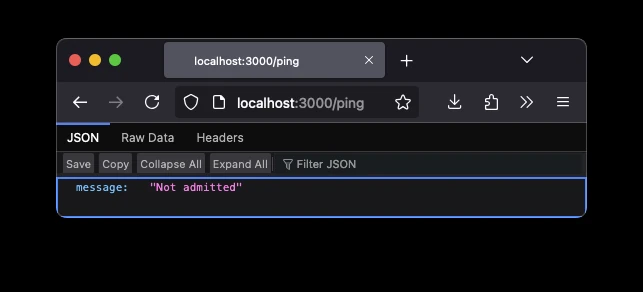 localhost:3000/ping
localhost:3000/ping
JSON Raw Data Headers
Save Copy Collapse All Expand All Filter JSON
message: "Not admitted"